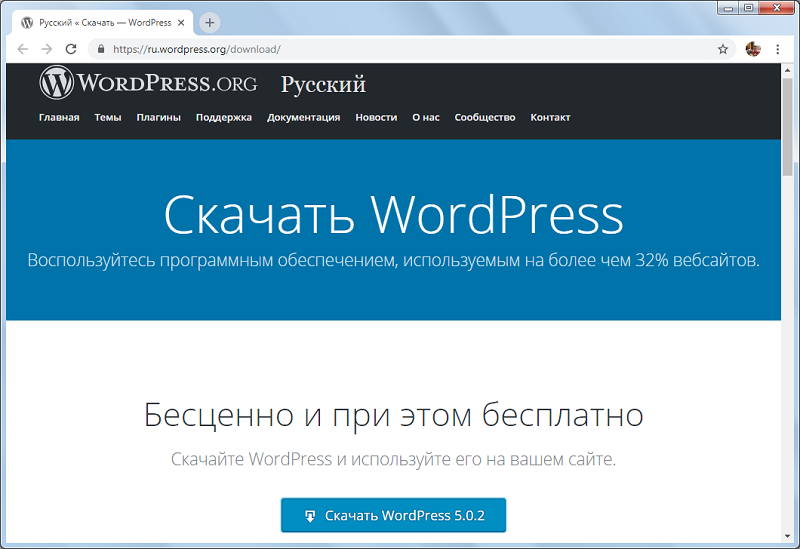 Русский « Скачать — WordPress
https://ru.wordpress.org/download/
WORDPRESS.ORG Русский
Главная Темы Плагины Поддержка Документация Новости О нас Сообщество Контакт
Скачать WordPress
Воспользуйтесь программным обеспечением, используемым на более чем 32% вебсайтов.
Бесценно и при этом бесплатно
Скачайте WordPress и используйте его на вашем сайте.
Скачать WordPress 5.0.2